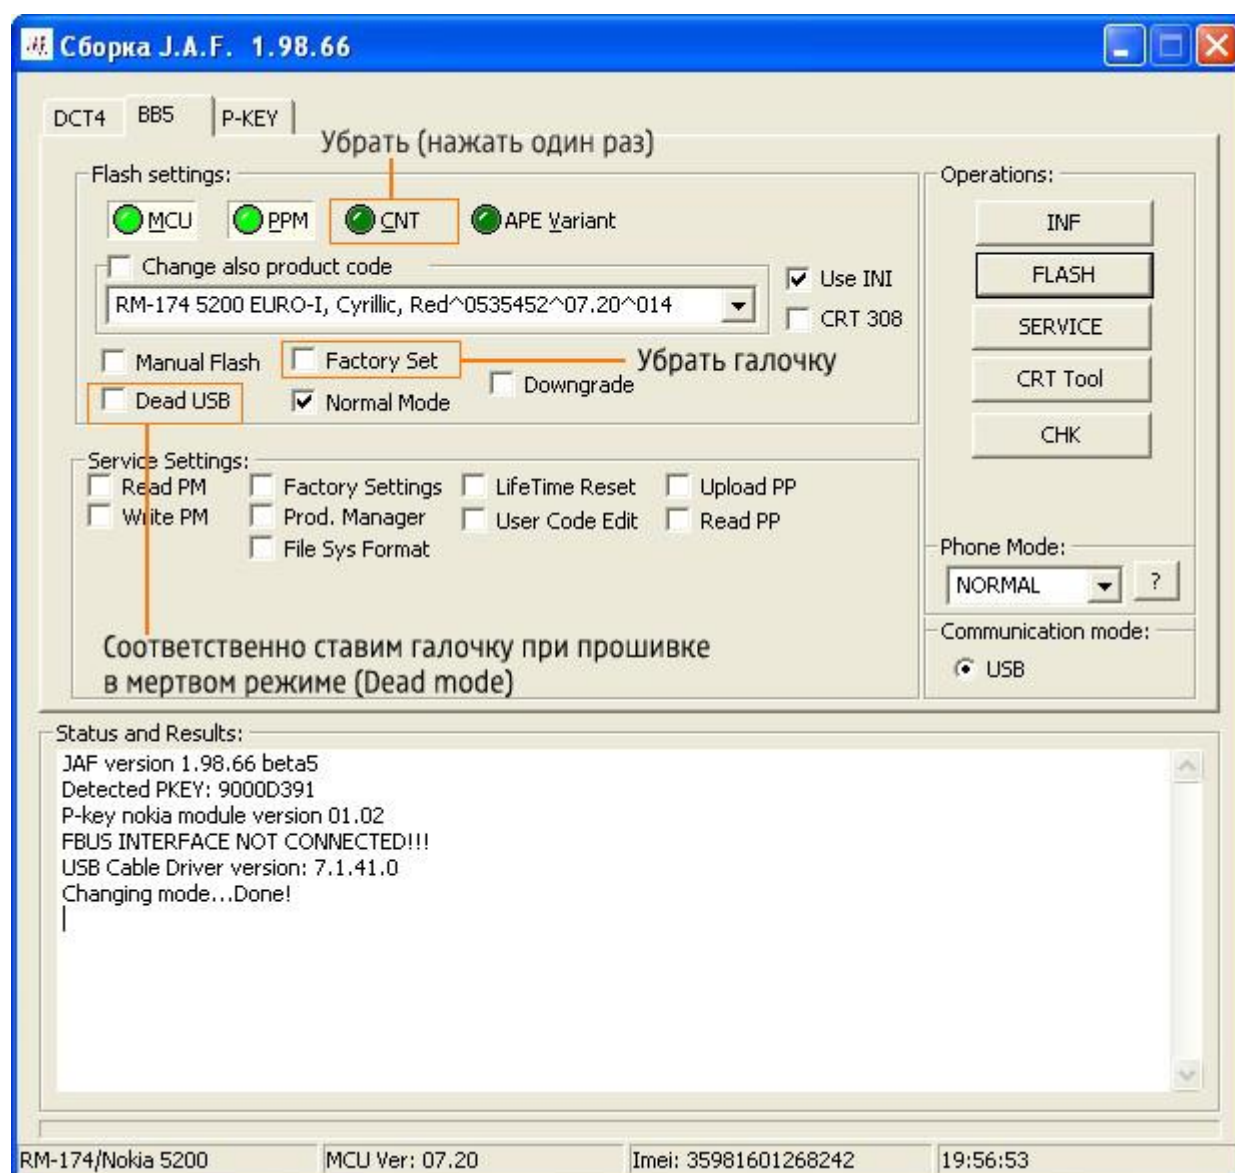 Сборка J.A.F. 1.98.66
DCT4 BB5 P-KEY
Убрать (нажать один раз)
Flash settings:
MCU PPM CNT APE Variant
Change also product code
RM-174 5200 EURO-I, Cyrillic, Red^0535452^07.20^014
Use INI
CRT 308
Manual Flash Factory Set
Убрать галочку
Dead USB Normal Mode Downgrade
Operations:
INF
FLASH
SERVICE
CRT Tool
CHK
Service Settings:
Read PM Factory Settings LifeTime Reset Upload PP
Write PM Prod. Manager User Code Edit Read PP
File Sys Format
Phone Mode:
NORMAL ?
Communication mode:
USB
Соответственно ставим галочку при прошивке
в мертвом режиме (Dead mode)
Status and Results:
JAF version 1.98.66 beta5
Detected PKEY: 9000D391
P-key nokia module version 01.02
FBUS INTERFACE NOT CONNECTED!!!
USB Cable Driver version: 7.1.41.0
Changing mode...Done!
RM-174/Nokia 5200 MCU Ver: 07.20 Imei: 35981601268242 19:56:53